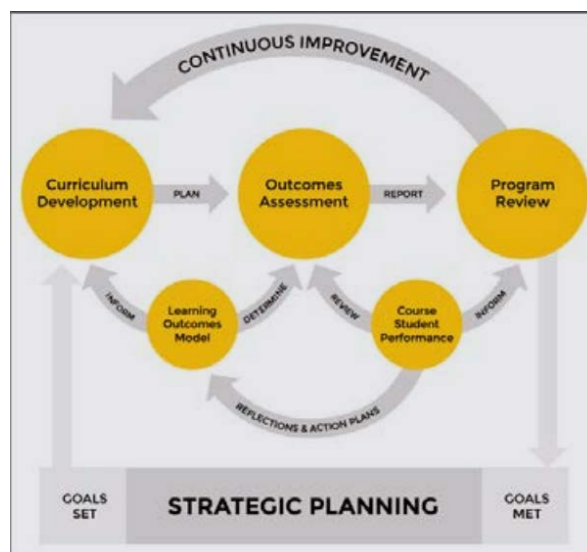 CONTINUOUS IMPROVEMENT
Curriculum
Development
PLAN
Outcomes
Assessment
REPORT
Program
Review
INFORM
Learning
Outcomes
Model
DETERMINE
REVIEW
Course
Student
Performance
INFORM
REFLECTIONS & ACTION PLANS
GOALS
SET
STRATEGIC PLANNING
GOALS
MET